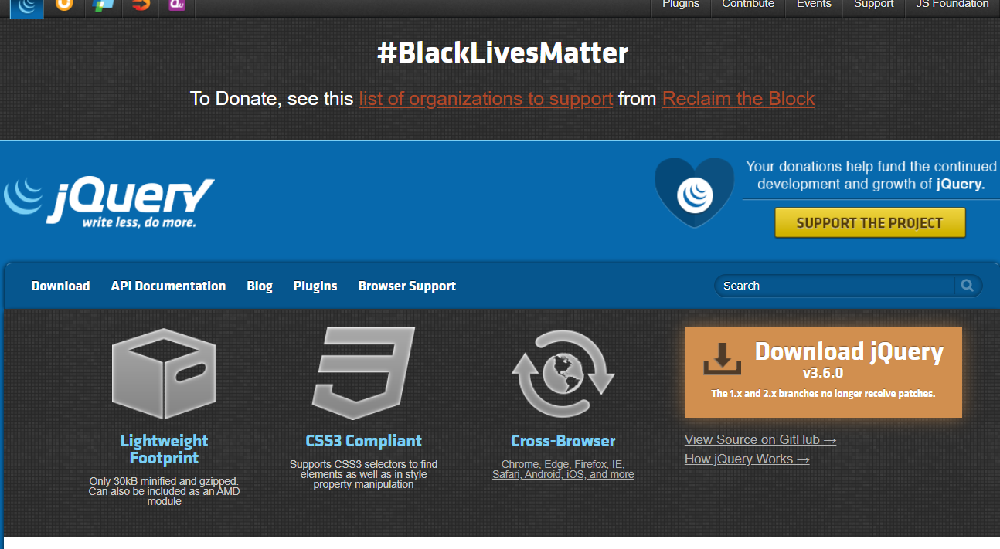 Qu
Plugins Contribute Events Support JS Foundation
#BlackLivesMatter
To Donate, see this list of organizations to support from Reclaim the Block
jQuery
write less, do more.
Your donations help fund the continued
development and growth of jQuery.
SUPPORT THE PROJECT
Download API Documentation Blog Plugins Browser Support Search
Lightweight
Footprint
Only 30kB minified and gzipped.
Can also be included as an AMD
module
CSS3 Compliant
Supports CSS3 selectors to find
elements as well as in style
property manipulation
Cross-Browser
Chrome, Edge, Firefox, IE,
Safari, Android, iOS, and more
Download jQuery
v3.6.0
The 1.x and 2.x branches no longer receive patches.
View Source on GitHub →
How jQuery Works →